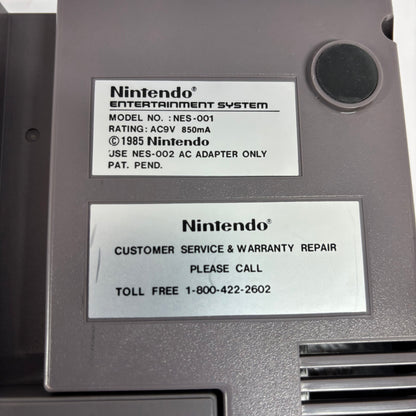 Nintendo®
ENTERTAINMENT SYSTEM
MODEL NO. : NES-001
RATING: AC9V 850mA
©1985 Nintendo
USE NES-002 AC ADAPTER ONLY
PAT. PEND.
Nintendo®
CUSTOMER SERVICE & WARRANTY REPAIR
PLEASE CALL
TOLL FREE 1-800-422-2602